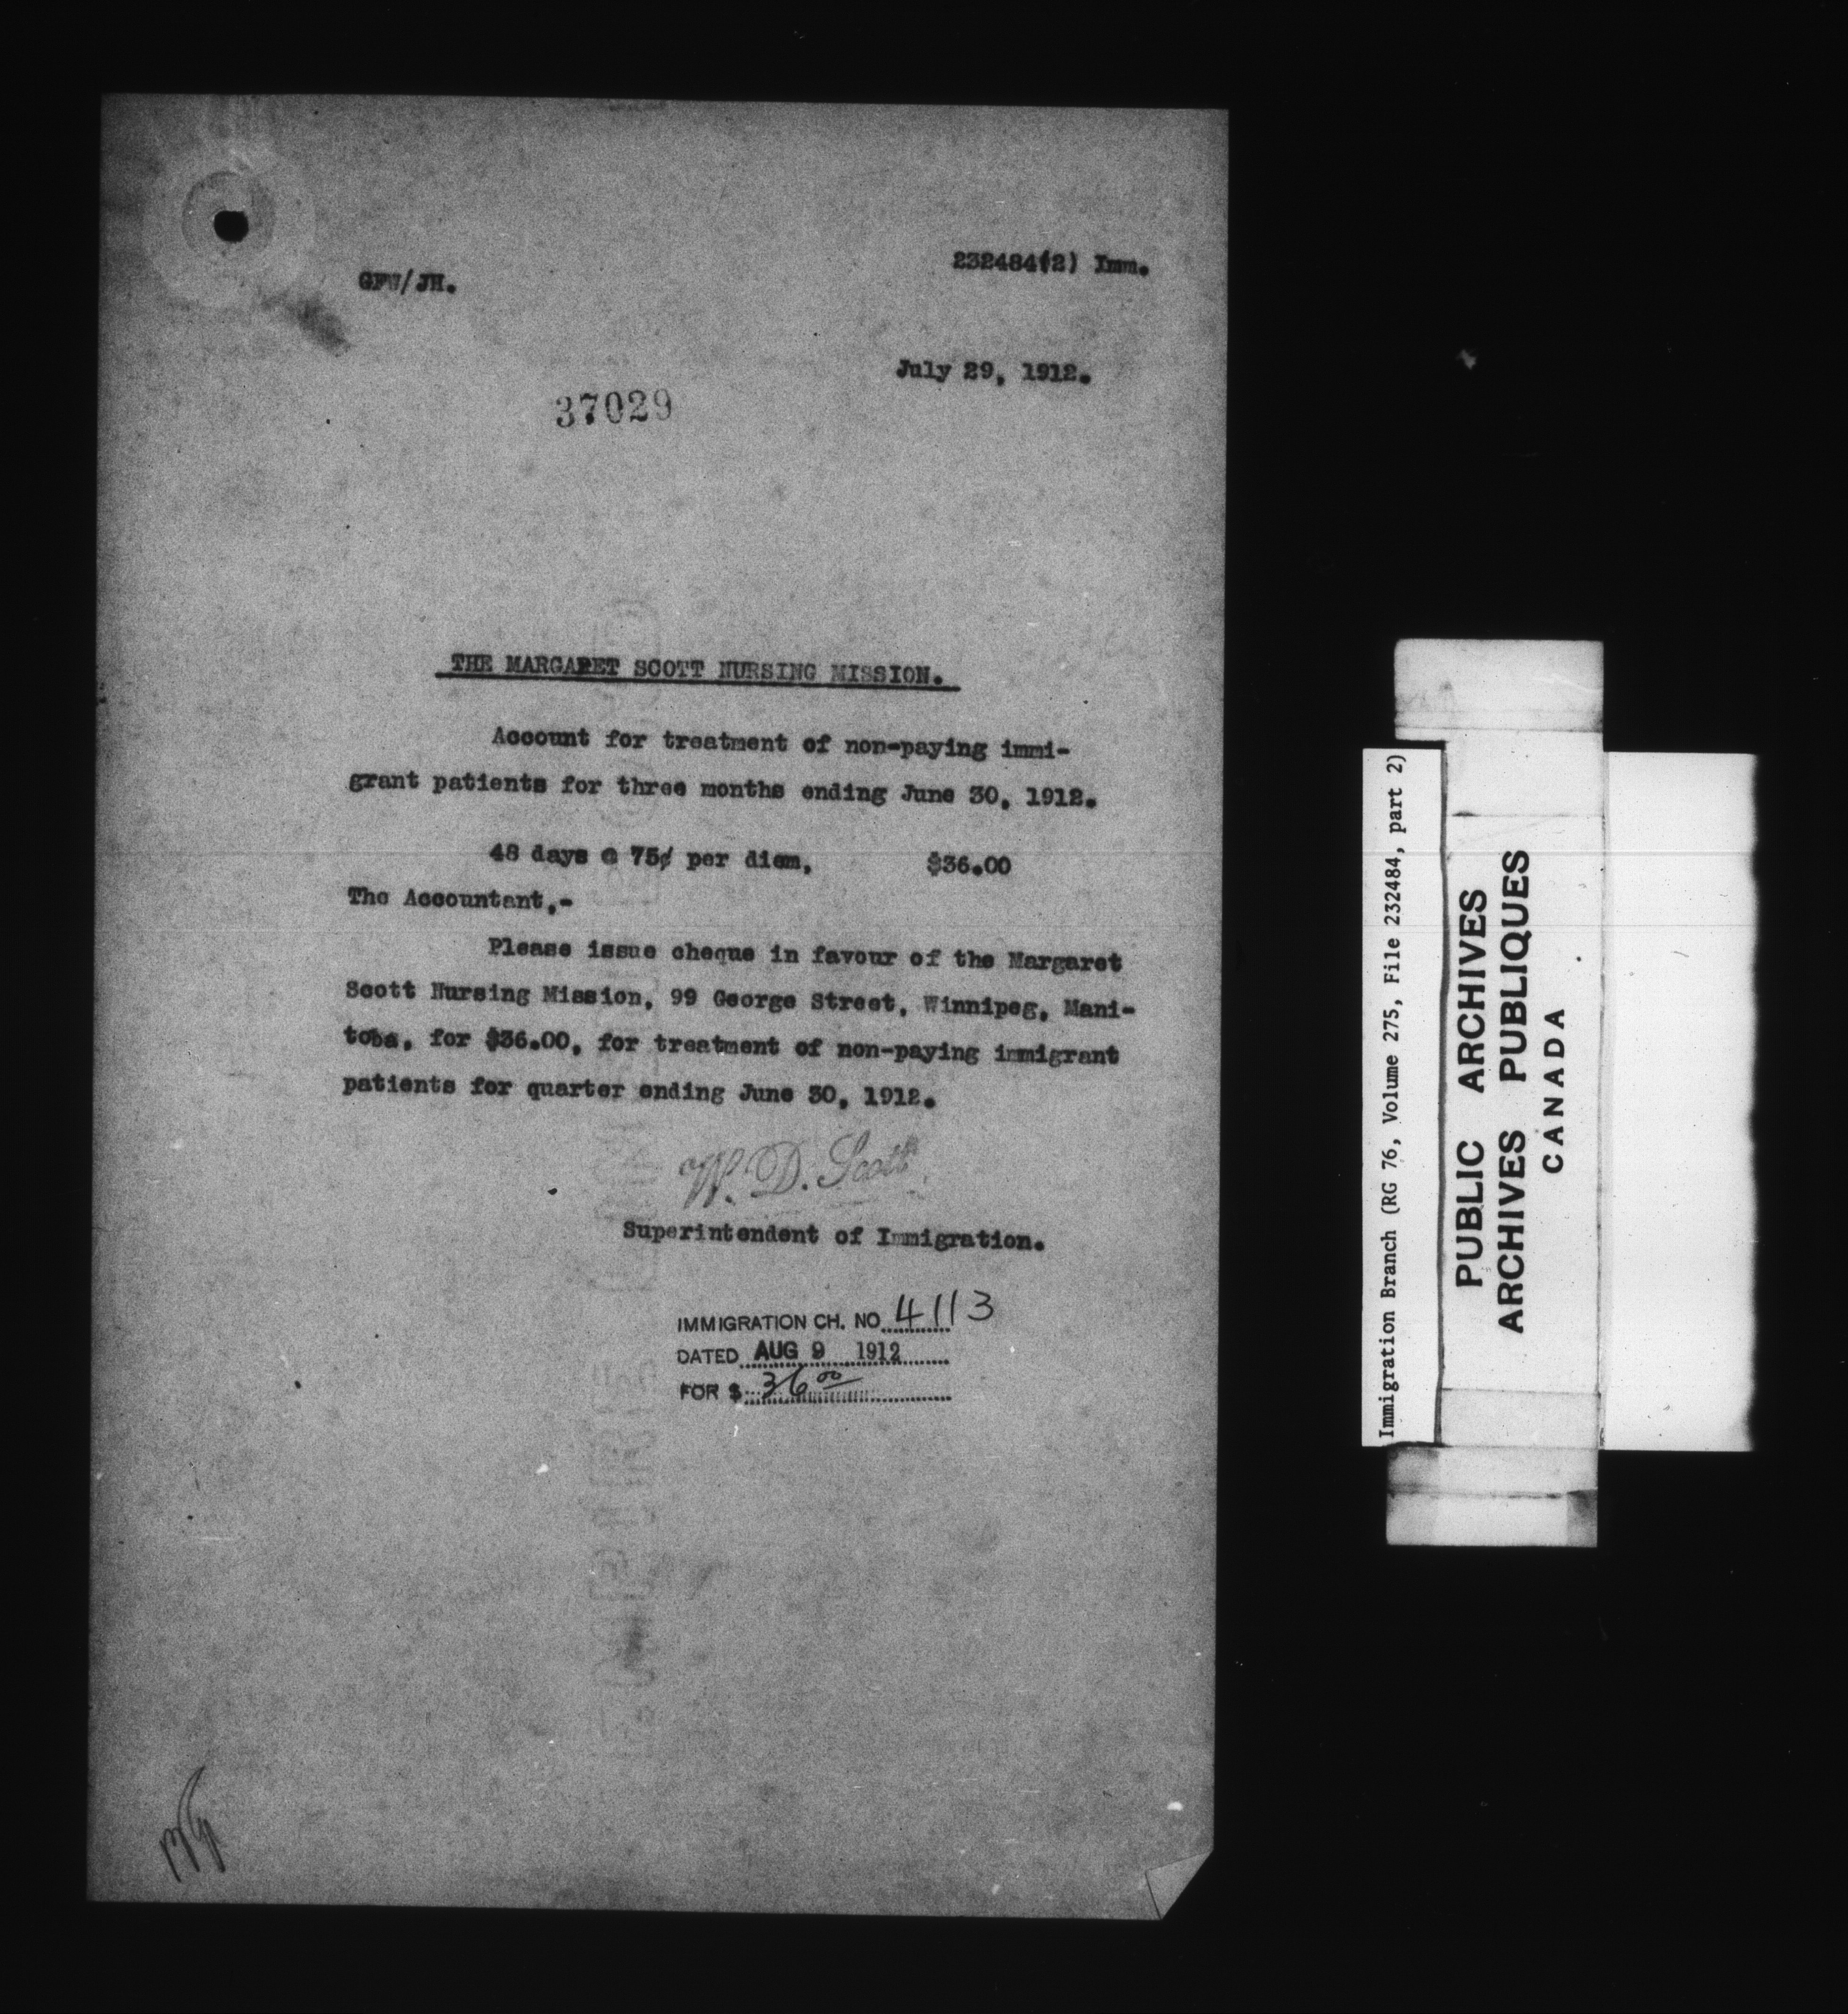 232484(2) Imm.
GFW/JH.
July 29, 1912.
37029
THE MARGARET SCOTT NURSING MISSION.
Account for treatment of non-paying immi-
grant patients for three months ending June 30, 1912.
48 days @ 75¢ per diem, $36.00
The Accountant,-
Please issue cheque in favour of the Margaret
Scott Nursing Mission, 99 George Street, Winnipeg, Mani-
toba, for $36.00, for treatment of non-paying immigrant
patients for quarter ending June 30, 1912.
W. D. Scott
Superintendent of Immigration.
IMMIGRATION CH. NO 4113
DATED AUG 9 1912
FOR $ 36 00
Immigration Branch (RG 76, Volume 275, File 232484, part 2)
PUBLIC ARCHIVES
ARCHIVES PUBLIQUES
CANADA